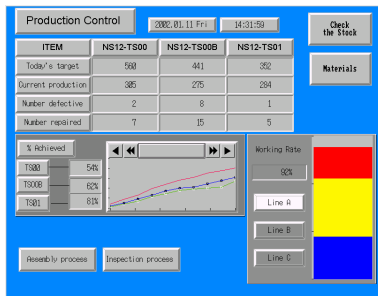 Production Control
2002.01.11 Fri
14:31:59
Check
the Stock
ITEM NS12-TS00 NS12-TS00B NS12-TS01
Today's target 560 441 352
Materials
Current production 305 275 284
Number defective 2 8 1
Number repaired 7 15 5
% Achieved
Working Rate
TS00 54%
92%
TS00B 62%
TS01 81%
Line A
Line B
Line C
Assembly process
Inspection process